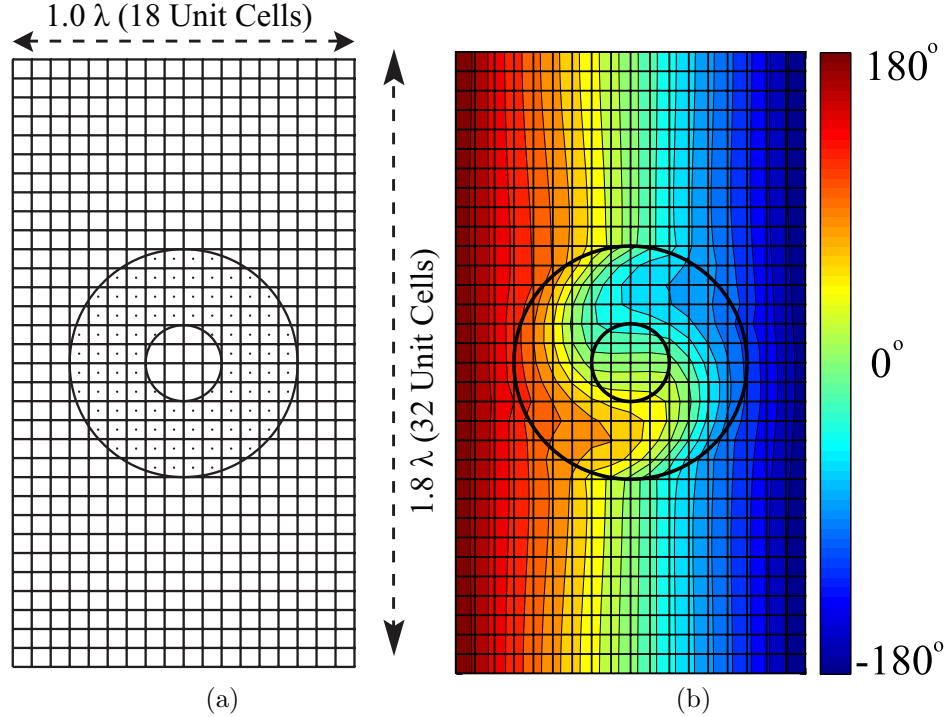 1.0 λ (18 Unit Cells)
1.8 λ (32 Unit Cells)
180°
0°
-180°
(a)
(b)